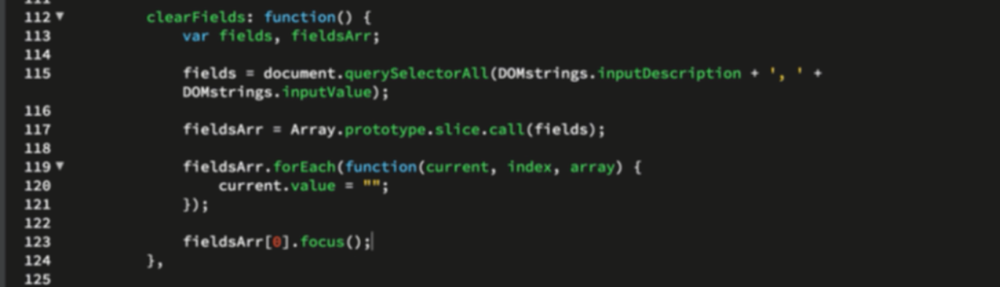 111
112 ▼ clearFields: function() {
113 var fields, fieldsArr;
114
115 fields = document.querySelectorAll(DOMstrings.inputDescription + ', ' +
DOMstrings.inputValue);
116
117 fieldsArr = Array.prototype.slice.call(fields);
118
119 ▼ fieldsArr.forEach(function(current, index, array) {
120 current.value = "";
121 });
122
123 fieldsArr[0].focus();
124 },
125